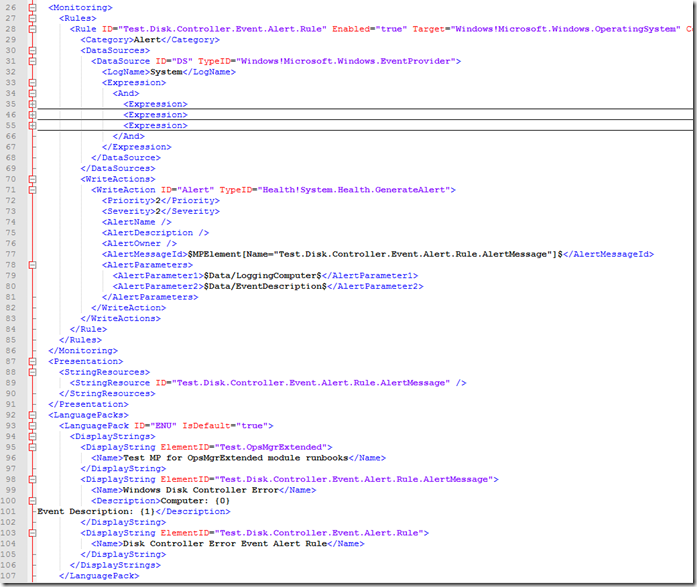 26 <Monitoring>
27 <Rules>
28 <Rule ID="Test.Disk.Controller.Event.Alert.Rule" Enabled="true" Target="Windows!Microsoft.Windows.OperatingSystem"
29 <Category>Alert</Category>
30 <DataSources>
31 <DataSource ID="DS" TypeID="Windows!Microsoft.Windows.EventProvider">
32 <LogName>System</LogName>
33 <Expression>
34 <And>
35 <Expression>
46 <Expression>
55 <Expression>
66 </And>
67 </Expression>
68 </DataSource>
69 </DataSources>
70 <WriteActions>
71 <WriteAction ID="Alert" TypeID="Health!System.Health.GenerateAlert">
72 <Priority>2</Priority>
73 <Severity>2</Severity>
74 <AlertName />
75 <AlertDescription />
76 <AlertOwner />
77 <AlertMessageId>$MPElement[Name="Test.Disk.Controller.Event.Alert.Rule.AlertMessage"]$</AlertMessageId>
78 <AlertParameters>
79 <AlertParameter1>$Data/LoggingComputer$</AlertParameter1>
80 <AlertParameter2>$Data/EventDescription$</AlertParameter2>
81 </AlertParameters>
82 </WriteAction>
83 </WriteActions>
84 </Rule>
85 </Rules>
86 </Monitoring>
87 <Presentation>
88 <StringResources>
89 <StringResource ID="Test.Disk.Controller.Event.Alert.Rule.AlertMessage" />
90 </StringResources>
91 </Presentation>
92 <LanguagePacks>
93 <LanguagePack ID="ENU" IsDefault="true">
94 <DisplayStrings>
95 <DisplayString ElementID="Test.OpsMgrExtended">
96 <Name>Test MP for OpsMgrExtended module runbooks</Name>
97 </DisplayString>
98 <DisplayString ElementID="Test.Disk.Controller.Event.Alert.Rule.AlertMessage">
99 <Name>Windows Disk Controller Error</Name>
100 <Description>Computer: {0}
101 Event Description: {1}</Description>
102 </DisplayString>
103 <DisplayString ElementID="Test.Disk.Controller.Event.Alert.Rule">
104 <Name>Disk Controller Error Event Alert Rule</Name>
105 </DisplayString>
106 </DisplayStrings>
107 </LanguagePack>